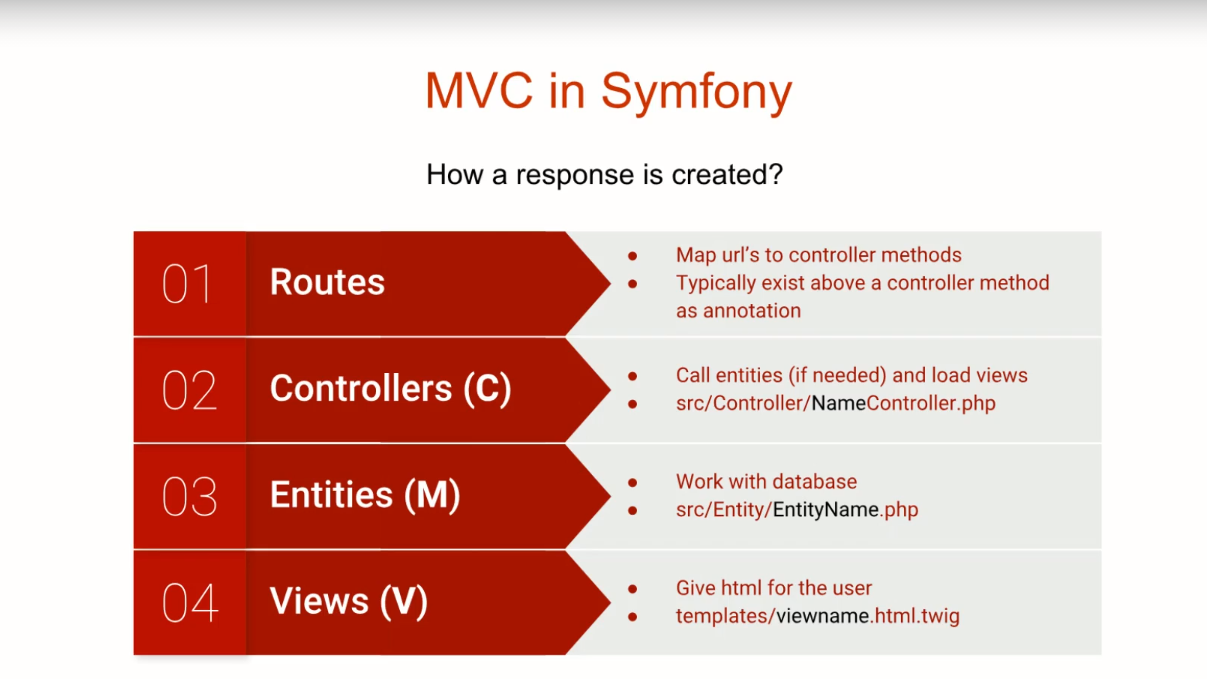 MVC in Symfony
How a response is created?
01
Routes
● Map url's to controller methods
● Typically exist above a controller method
as annotation
02
Controllers (C)
● Call entities (if needed) and load views
● src/Controller/NameController.php
03
Entities (M)
● Work with database
● src/Entity/EntityName.php
04
Views (V)
● Give html for the user
● templates/viewname.html.twig